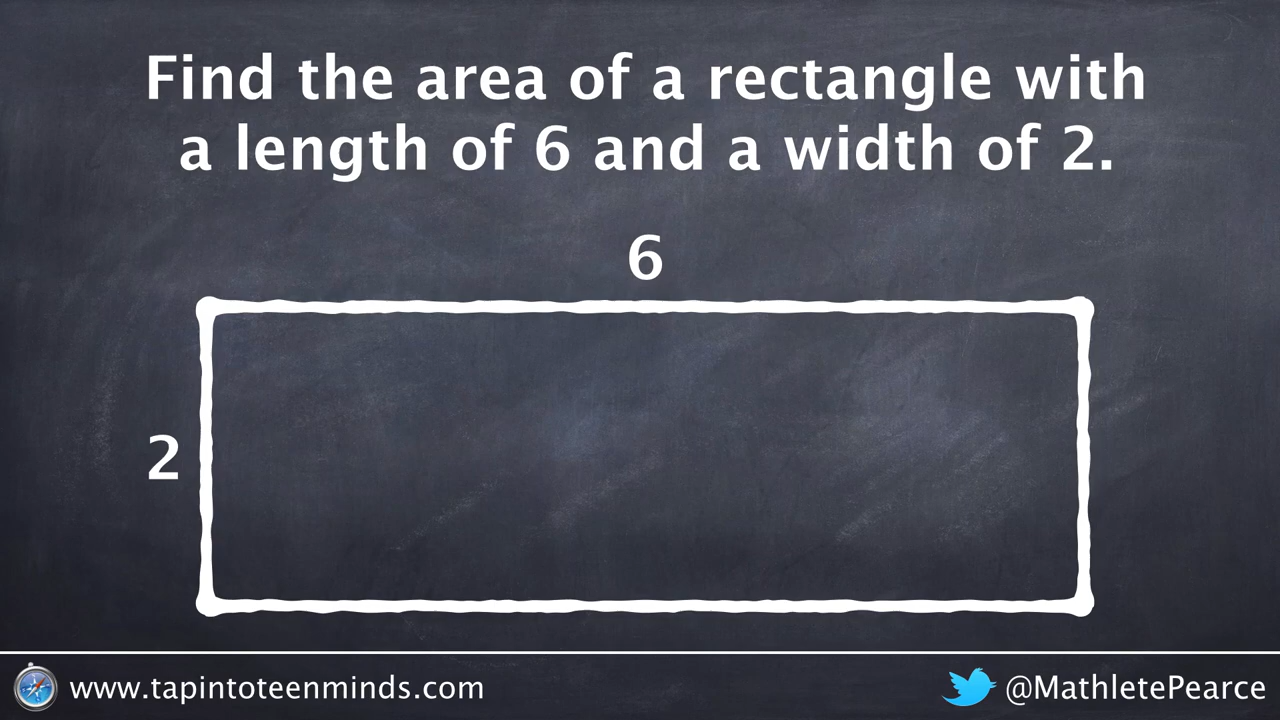 Find the area of a rectangle with
a length of 6 and a width of 2.
6
2
www.tapintoteenminds.com
@MathletePearce